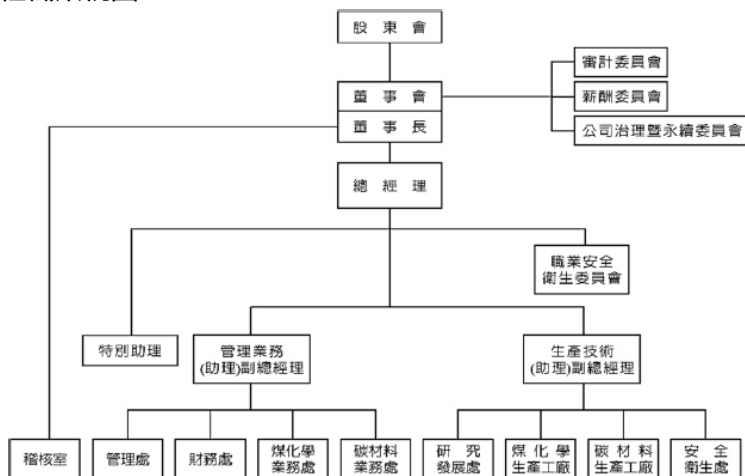 股東會
審計委員會
董事會
薪酬委員會
董事長
公司治理暨永續委員會
總經理
職業安全
衛生委員會
特別助理
管理業務
(助理)副總經理
生產技術
(助理)副總經理
稽核室
管理處
財務處
煤化學
業務處
碳材料
業務處
研究
發展處
煤化學
生產工廠
碳材料
生產工廠
安全
衛生處